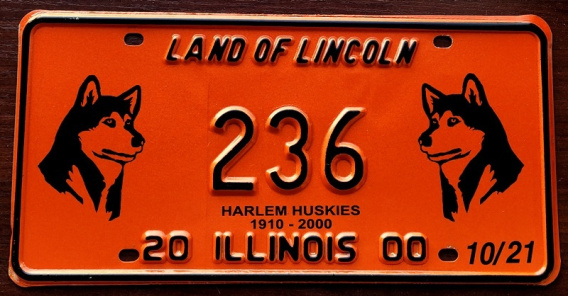 LAND OF LINCOLN
236
HARLEM HUSKIES
1910 - 2000
20 ILLINOIS 00 10/21